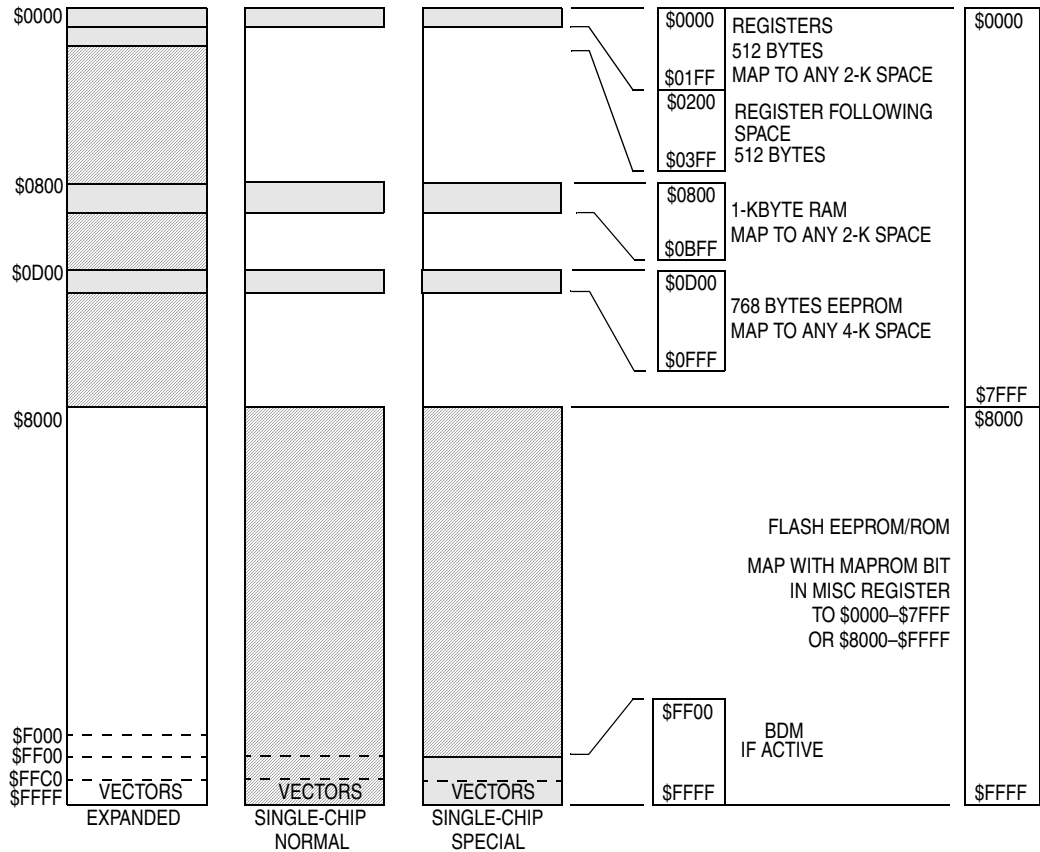 $0000
$0800
$0D00
$8000
$F000
$FF00
$FFC0
$FFFF
VECTORS
EXPANDED
VECTORS
SINGLE-CHIP
NORMAL
VECTORS
SINGLE-CHIP
SPECIAL
$0000
$01FF
REGISTERS
512 BYTES
MAP TO ANY 2-K SPACE
$0200
$03FF
REGISTER FOLLOWING
SPACE
512 BYTES
$0800
$0BFF
1-KBYTE RAM
MAP TO ANY 2-K SPACE
$0D00
$0FFF
768 BYTES EEPROM
MAP TO ANY 4-K SPACE
FLASH EEPROM/ROM
MAP WITH MAPROM BIT
IN MISC REGISTER
TO $0000–$7FFF
OR $8000–$FFFF
$FF00
$FFFF
BDM
IF ACTIVE
$0000
$7FFF
$8000
$FFFF